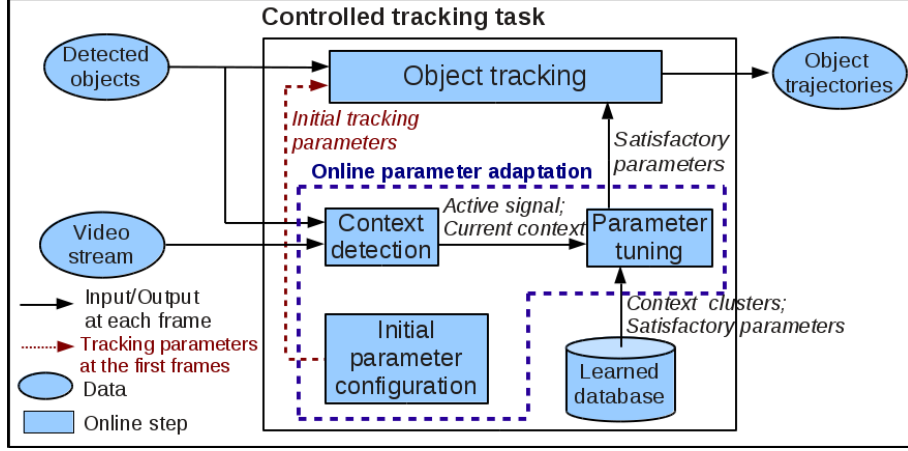 Controlled tracking task
Detected
objects
Object tracking
Object
trajectories
Initial tracking
parameters
Satisfactory
parameters
Online parameter adaptation
Video
stream
Context
detection
Active signal;
Current context
Parameter
tuning
Input/Output
at each frame
Tracking parameters
at the first frames
Data
Online step
Initial
parameter
configuration
Context clusters;
Satisfactory parameters
Learned
database